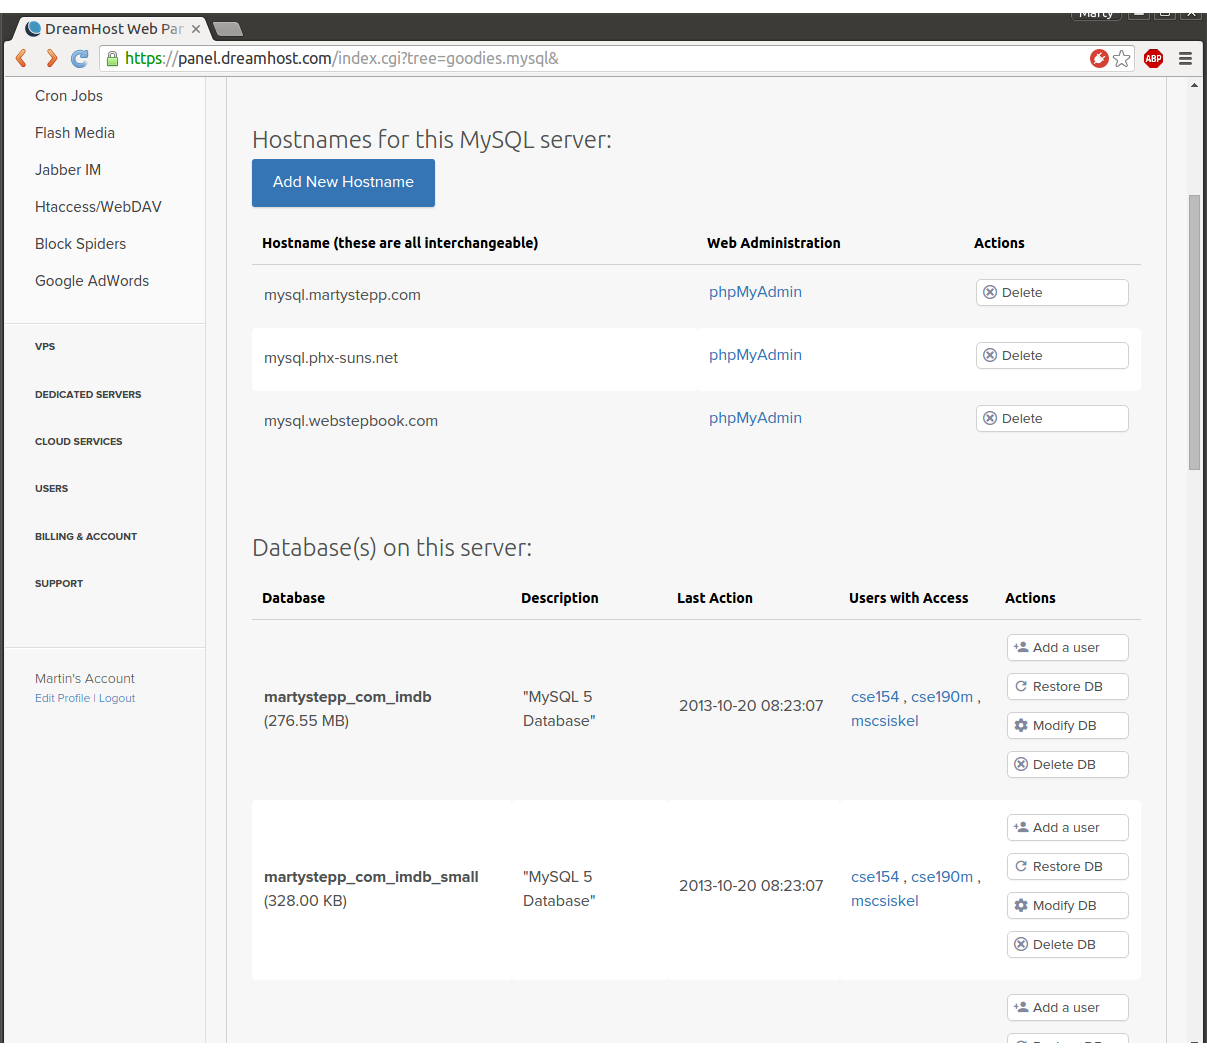 Marty
DreamHost Web Par
https://panel.dreamhost.com/index.cgi?tree=goodies.mysql&
ABP
Cron Jobs
Flash Media
Jabber IM
Htaccess/WebDAV
Block Spiders
Google AdWords
VPS
DEDICATED SERVERS
CLOUD SERVICES
USERS
BILLING & ACCOUNT
SUPPORT
Martin's Account
Edit Profile | Logout
Hostnames for this MySQL server:
Add New Hostname
Hostname (these are all interchangeable) Web Administration Actions
mysql.martystepp.com phpMyAdmin Delete
mysql.phx-suns.net phpMyAdmin Delete
mysql.webstepbook.com phpMyAdmin Delete
Database(s) on this server:
Database Description Last Action Users with Access Actions
martystepp_com_imdb
(276.55 MB)
"MySQL 5
Database"
2013-10-20 08:23:07
cse154 , cse190m ,
mscsiskel
Add a user
Restore DB
Modify DB
Delete DB
martystepp_com_imdb_small
(328.00 KB)
"MySQL 5
Database"
2013-10-20 08:23:07
cse154 , cse190m ,
mscsiskel
Add a user
Restore DB
Modify DB
Delete DB
Add a user